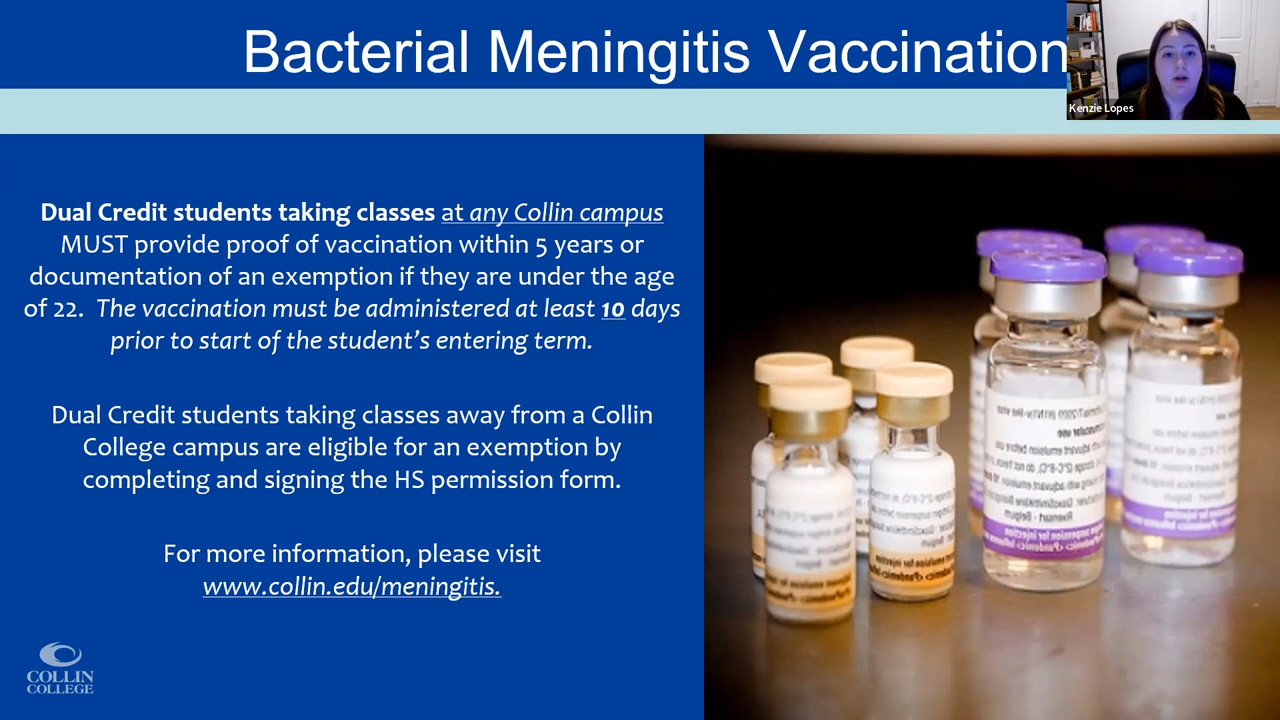 Bacterial Meningitis Vaccination
Kenzie Lopes
Dual Credit students taking classes at any Collin campus
MUST provide proof of vaccination within 5 years or
documentation of an exemption if they are under the age
of 22. The vaccination must be administered at least 10 days
prior to start of the student's entering term.
Dual Credit students taking classes away from a Collin
College campus are eligible for an exemption by
completing and signing the HS permission form.
For more information, please visit
www.collin.edu/meningitis.
COLLIN
COLLEGE